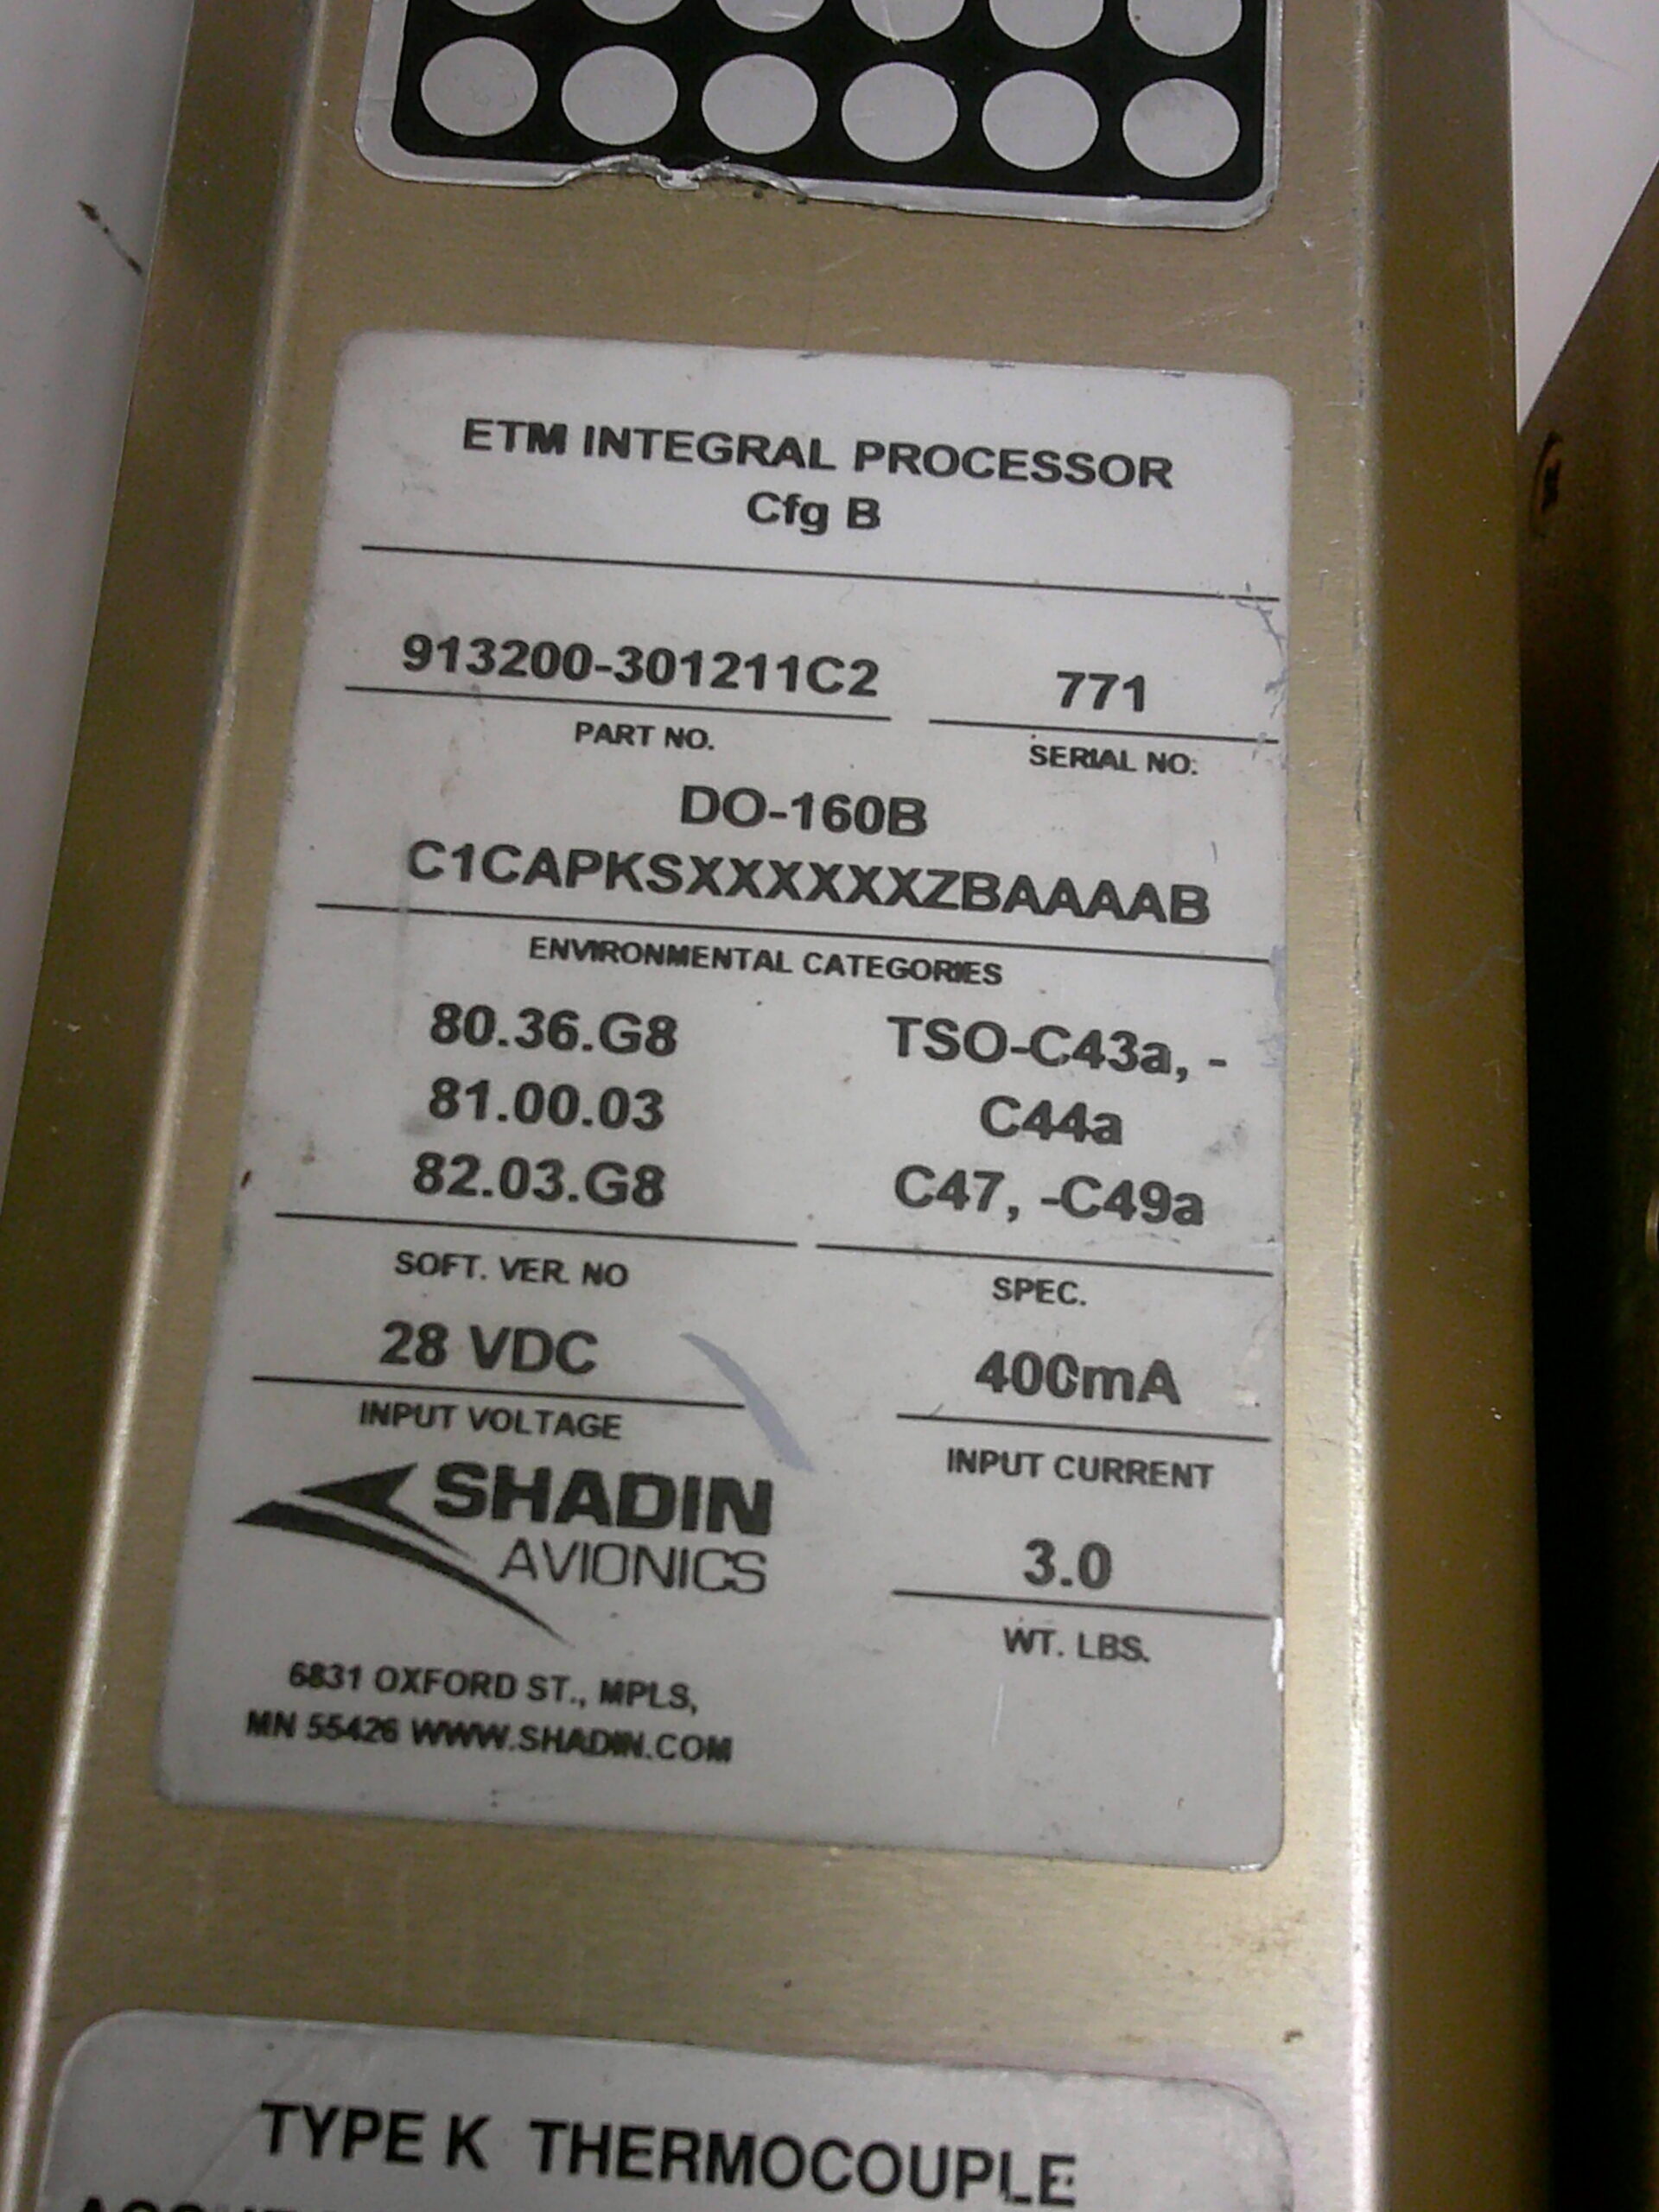 ETM INTEGRAL PROCESSOR
Cfg B
913200-301211C2 771
PART NO. SERIAL NO.
DO-160B
C1CAPKSXXXXXXZBAAAAB
ENVIRONMENTAL CATEGORIES
80.36.G8 TSO-C43a, -
81.00.03 C44a
82.03.G8 C47, -C49a
SOFT. VER. NO SPEC.
28 VDC 400mA
INPUT VOLTAGE INPUT CURRENT
SHADIN
AVIONICS
3.0
WT. LBS.
6831 OXFORD ST., MPLS,
MN 55426 WWW.SHADIN.COM
TYPE K THERMOCOUPLE